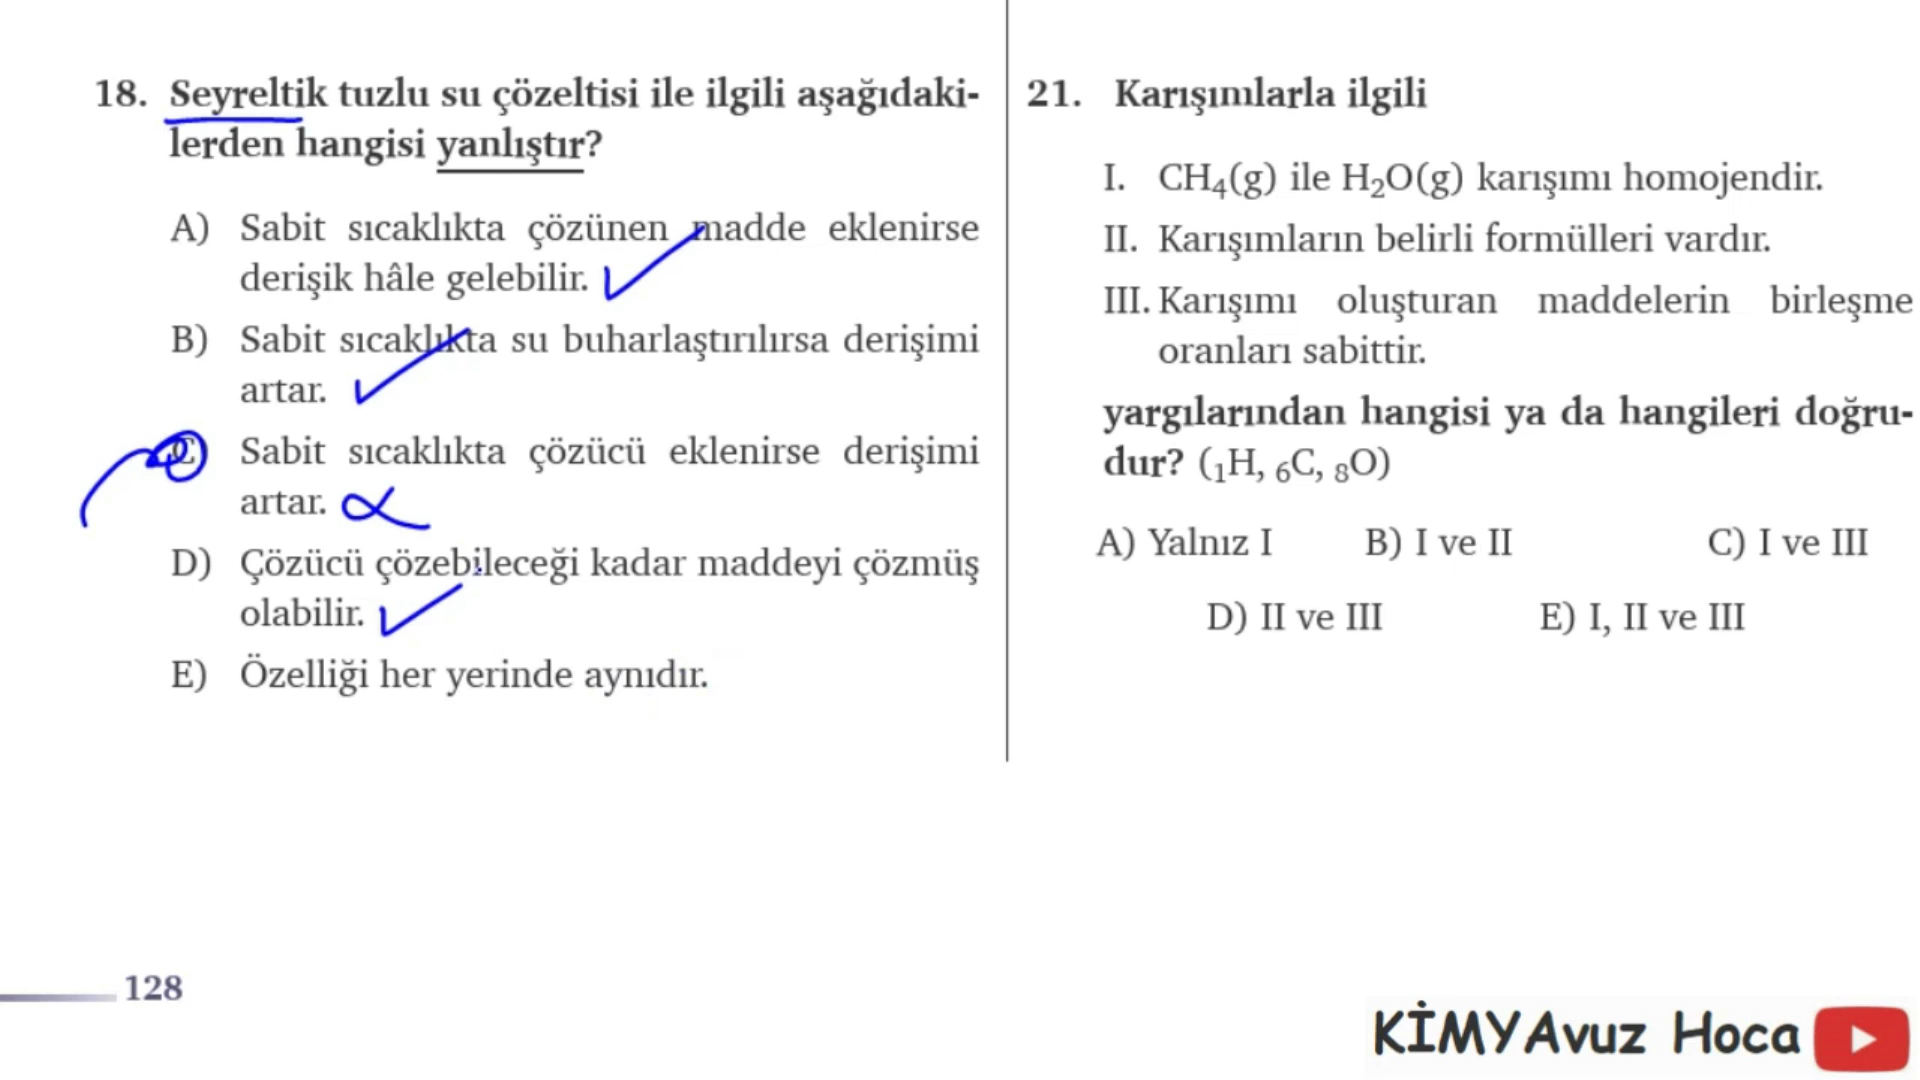 18. Seyreltik tuzlu su çözeltisi ile ilgili aşağıdaki-
lerden hangisi yanlıştır?
A) Sabit sıcaklıkta çözünen madde eklenirse
derişik hâle gelebilir.
B) Sabit sıcaklıkta su buharlaştırılırsa derişimi
artar.
C) Sabit sıcaklıkta çözücü eklenirse derişimi
artar.
D) Çözücü çözebileceği kadar maddeyi çözmüş
olabilir.
E) Özelliği her yerinde aynıdır.
128
21. Karışımlarla ilgili
I. CH₄(g) ile H₂O(g) karışımı homojendir.
II. Karışımların belirli formülleri vardır.
III. Karışımı oluşturan maddelerin birleşme
oranları sabittir.
yargılarından hangisi ya da hangileri doğru-
dur? (₁H, ₆C, ₈O)
A) Yalnız I B) I ve II C) I ve III
D) II ve III E) I, II ve III
KİMYAvuz Hoca